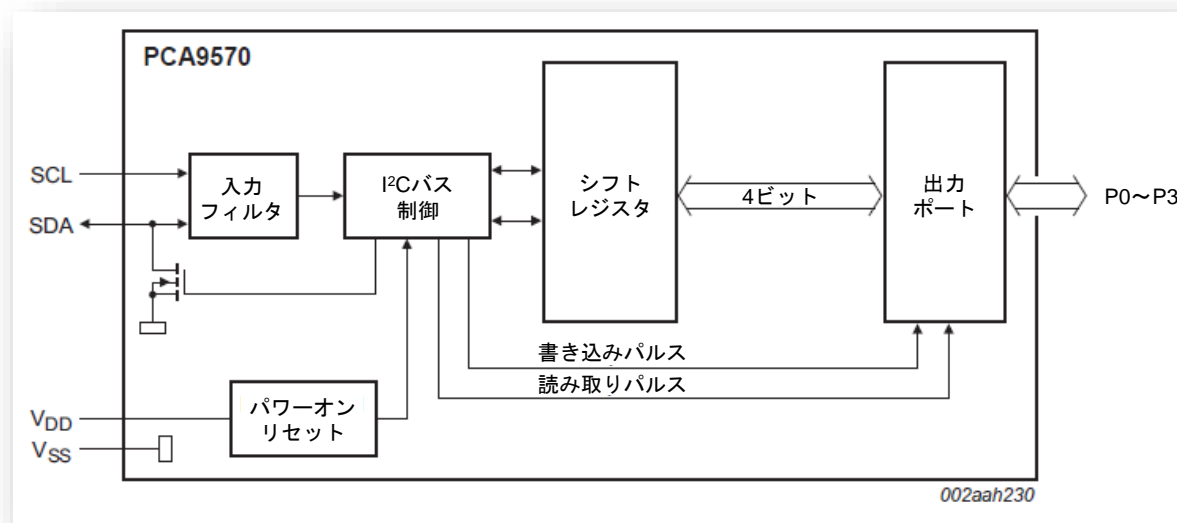 PCA9570
SCL
SDA
入力
フィルタ
I²Cバス
制御
シフト
レジスタ
4ビット
出力
ポート
P0～P3
書き込みパルス
読み取りパルス
パワーオン
リセット
VDD
VSS
002aah230